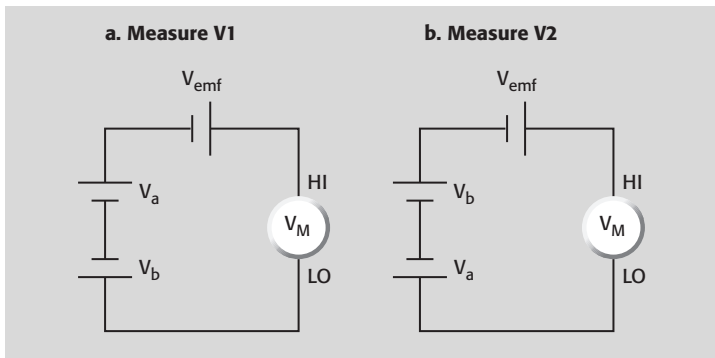 a. Measure V1
b. Measure V2
Vemf
Vemf
Va
HI
VM
Vb
LO
Vb
HI
VM
Va
LO